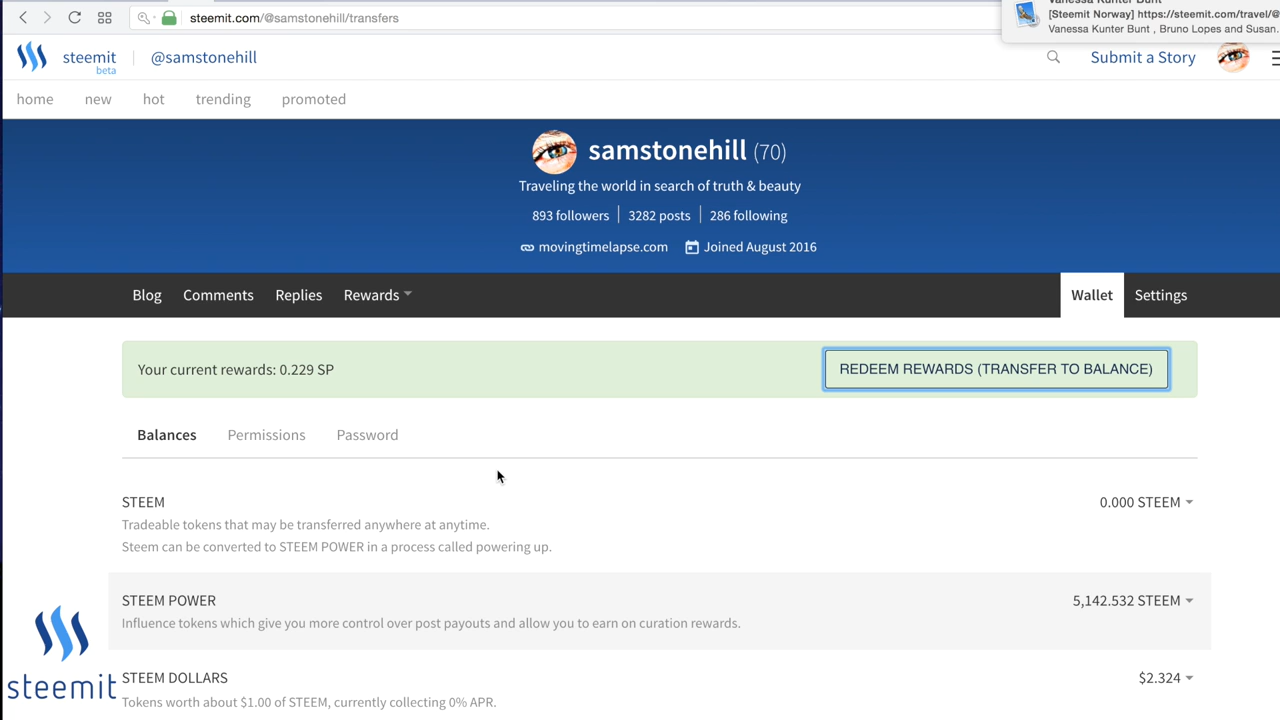 steemit.com/@samstonehill/transfers
Vanessa Kunter Bunt
[Steemit Norway] https://steemit.com/travel/@
Vanessa Kunter Bunt , Bruno Lopes and Susan.
steemit
beta
@samstonehill
Submit a Story
home new hot trending promoted
samstonehill (70)
Traveling the world in search of truth & beauty
893 followers 3282 posts 286 following
movingtimelapse.com Joined August 2016
Blog Comments Replies Rewards Wallet Settings
Your current rewards: 0.229 SP REDEEM REWARDS (TRANSFER TO BALANCE)
Balances Permissions Password
STEEM 0.000 STEEM
Tradeable tokens that may be transferred anywhere at anytime.
Steem can be converted to STEEM POWER in a process called powering up.
STEEM POWER 5,142.532 STEEM
Influence tokens which give you more control over post payouts and allow you to earn on curation rewards.
STEEM DOLLARS $2.324
Tokens worth about $1.00 of STEEM, currently collecting 0% APR.
steemit